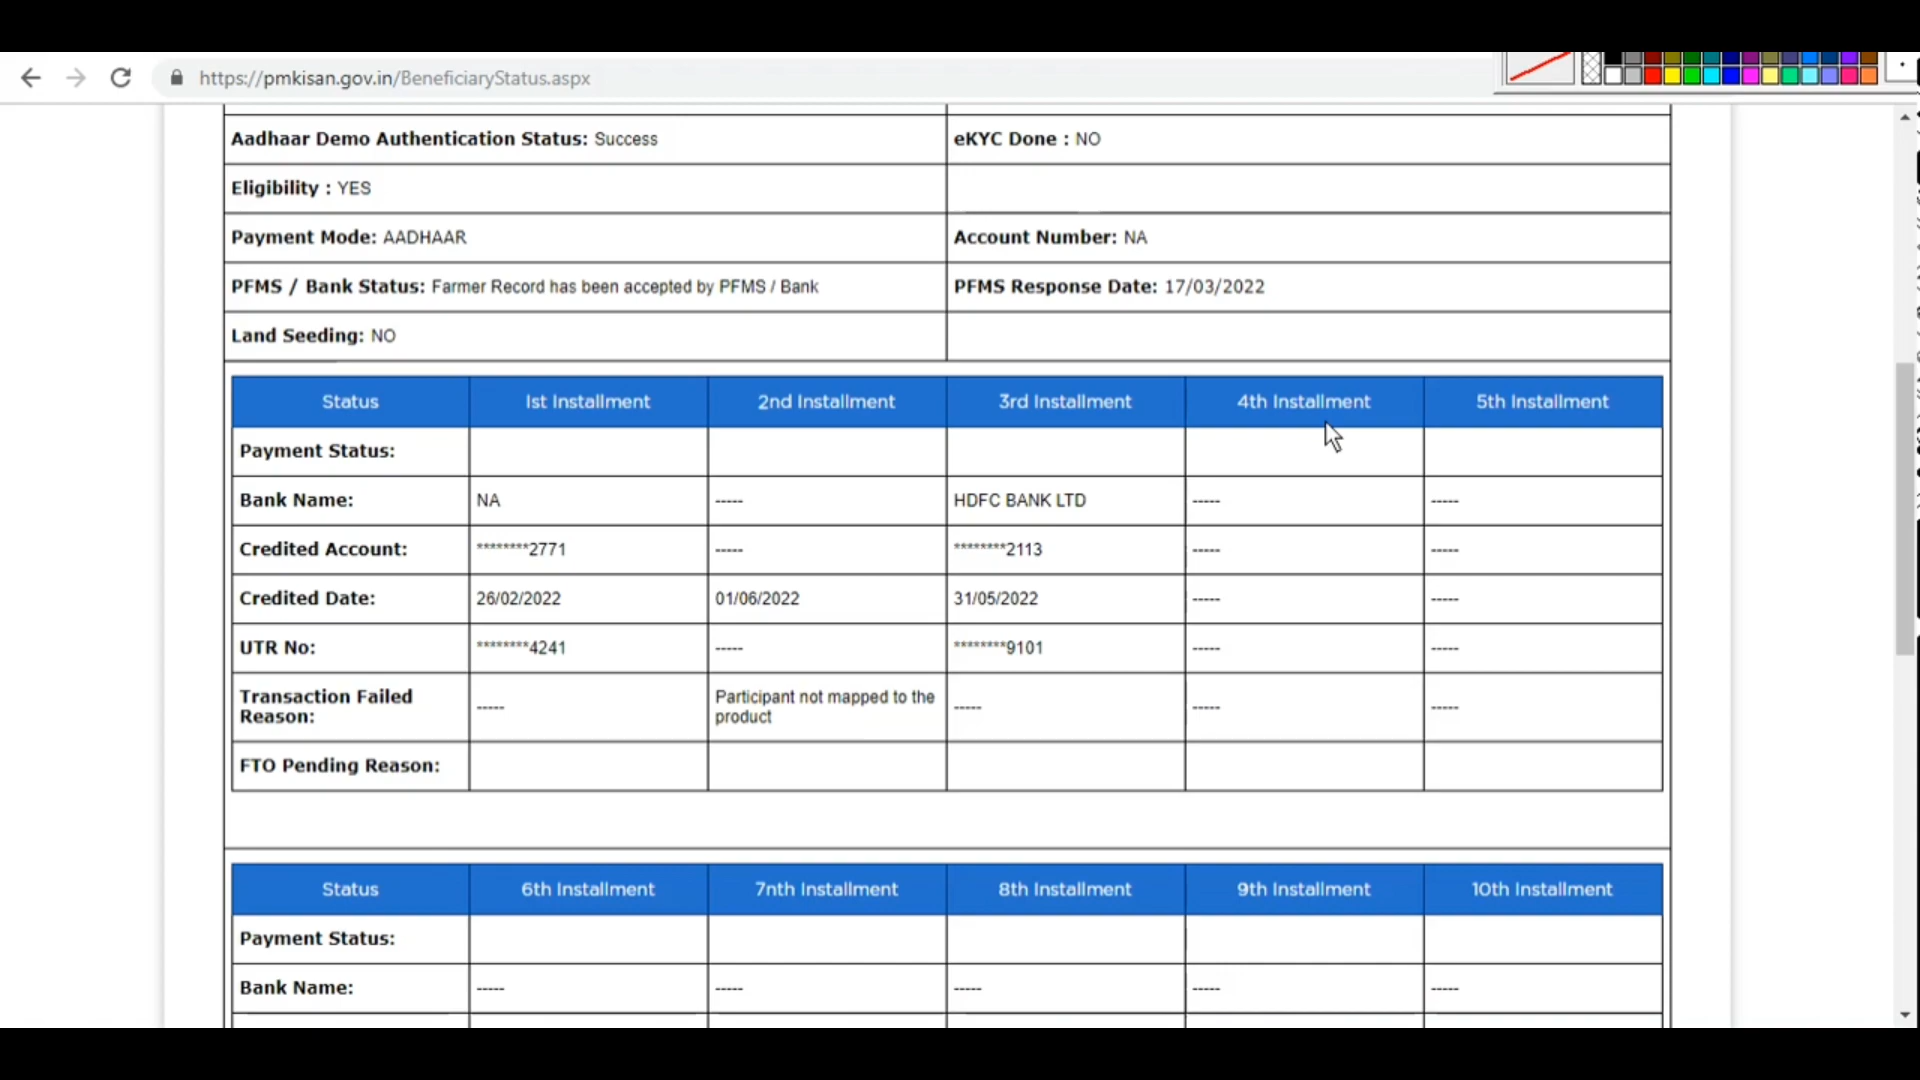 https://pmkisan.gov.in/BeneficiaryStatus.aspx
Aadhaar Demo Authentication Status: Success eKYC Done : NO
Eligibility : YES
Payment Mode: AADHAAR Account Number: NA
PFMS / Bank Status: Farmer Record has been accepted by PFMS / Bank PFMS Response Date: 17/03/2022
Land Seeding: NO
Status Ist Installment 2nd Installment 3rd Installment 4th Installment 5th Installment
Payment Status:
Bank Name: NA ----- HDFC BANK LTD ----- -----
Credited Account: ********2771 ----- ********2113 ----- -----
Credited Date: 26/02/2022 01/06/2022 31/05/2022 ----- -----
UTR No: ********4241 ----- ********9101 ----- -----
Transaction Failed Reason: ----- Participant not mapped to the product ----- ----- -----
FTO Pending Reason:
Status 6th Installment 7nth Installment 8th Installment 9th Installment 10th Installment
Payment Status:
Bank Name: ----- ----- ----- ----- -----